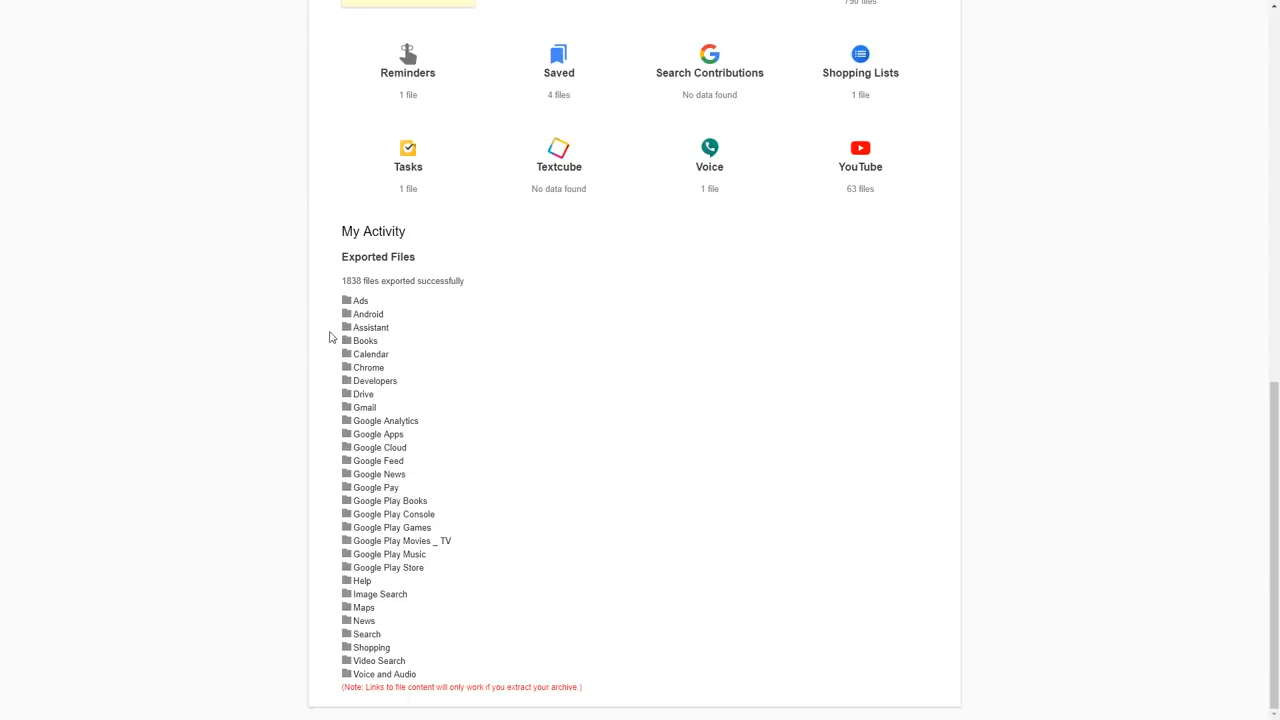 790 files
Reminders
1 file
Saved
4 files
Search Contributions
No data found
Shopping Lists
1 file
Tasks
1 file
Textcube
No data found
Voice
1 file
YouTube
63 files
My Activity
Exported Files
1838 files exported successfully
Ads
Android
Assistant
Books
Calendar
Chrome
Developers
Drive
Gmail
Google Analytics
Google Apps
Google Cloud
Google Feed
Google News
Google Pay
Google Play Books
Google Play Console
Google Play Games
Google Play Movies _ TV
Google Play Music
Google Play Store
Help
Image Search
Maps
News
Search
Shopping
Video Search
Voice and Audio
(Note: Links to file content will only work if you extract your archive.)